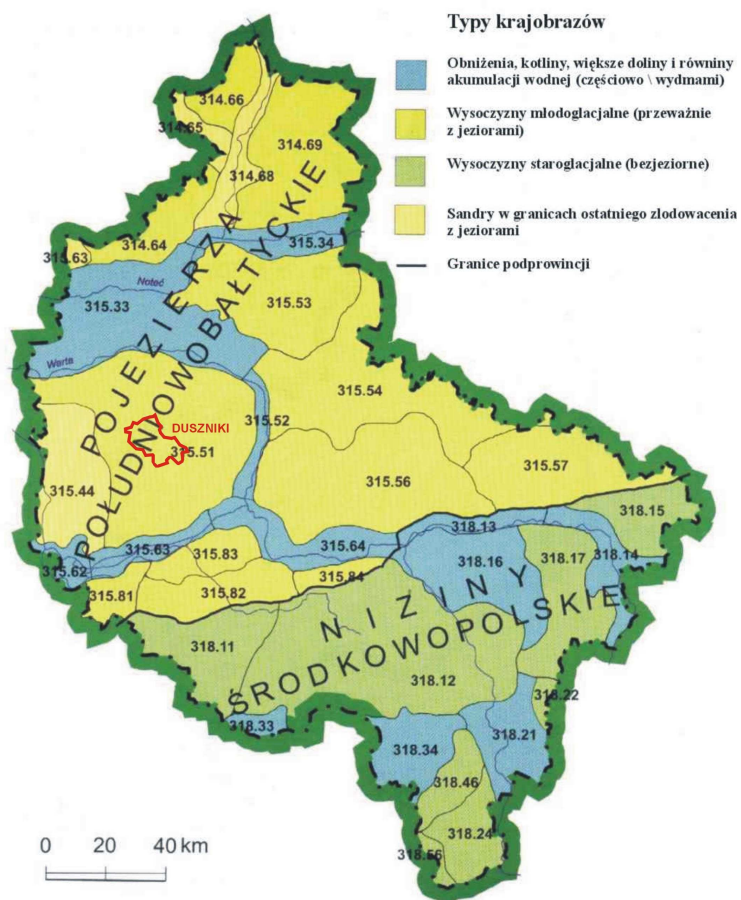 Typy krajobrazów
Obniżenia, kotliny, większe doliny i równiny
akumulacji wodnej (częściowo \ wydmami)
Wysoczyzny młodoglacjalne (przeważnie
z jeziorami)
Wysoczyzny staroglacjalne (bezjeziorne)
Sandry w granicach ostatniego zlodowacenia
z jeziorami
Granice podprowincji
314.66
314.65
314.69
314.68
314.64
315.63
315.34
Noteć
315.33
315.53
Warta
POJEZIERZA
POŁUDNIOWOBAŁTYCKIE
315.54
315.52
DUSZNIKI
315.51
315.57
315.56
315.44
318.15
318.13
315.63
315.83
315.64
318.14
318.16
318.17
315.62
315.84
315.81
315.82
NIZINY
ŚRODKOWOPOLSKIE
318.11
318.12
318.22
318.33
318.21
318.34
318.46
318.24
0 20 40 km